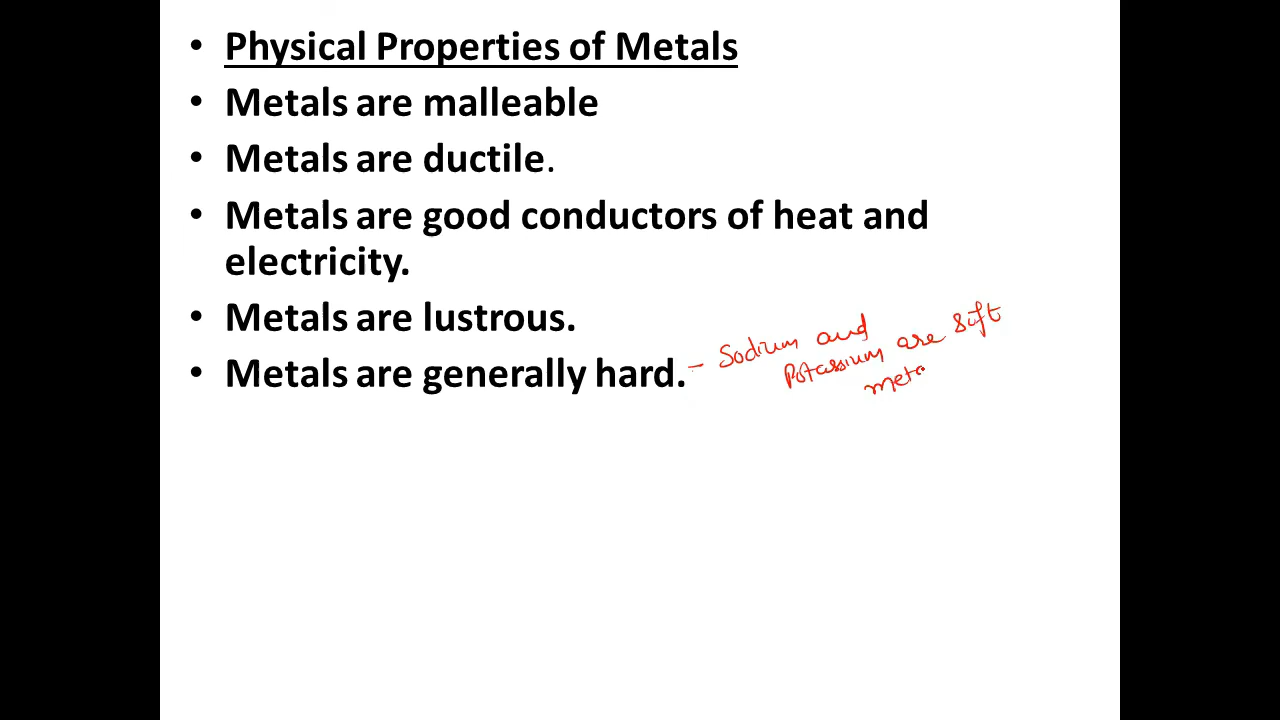 • Physical Properties of Metals
• Metals are malleable
• Metals are ductile.
• Metals are good conductors of heat and
electricity.
• Metals are lustrous.
• Metals are generally hard.
– Sodium and
Potassium are soft
meta